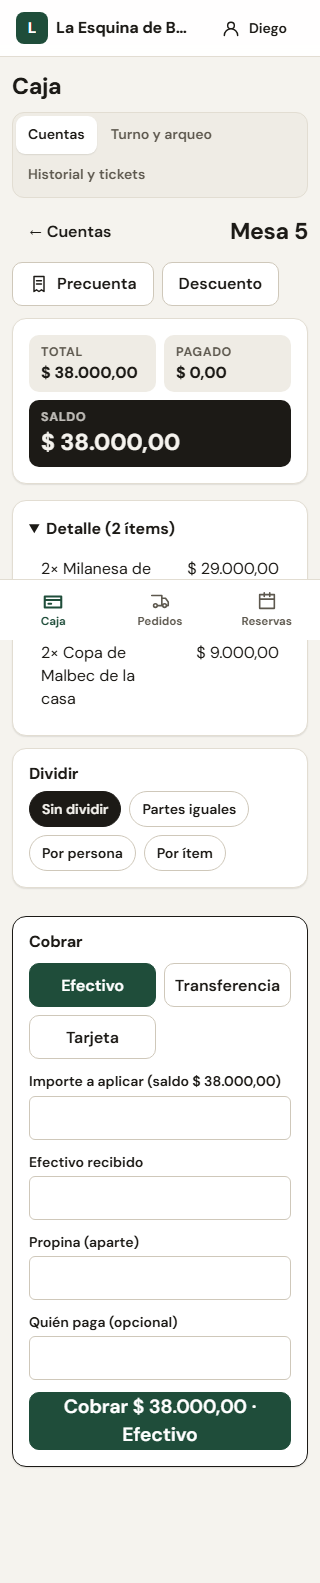 L La Esquina de B... Diego
Caja
Cuentas Turno y arqueo
Historial y tickets
← Cuentas Mesa 5
Precuenta Descuento
TOTAL PAGADO
$ 38.000,00 $ 0,00
SALDO
$ 38.000,00
▼ Detalle (2 ítems)
2× Milanesa de $ 29.000,00
Caja Pedidos Reservas
2× Copa de $ 9.000,00
Malbec de la
casa
Dividir
Sin dividir Partes iguales
Por persona Por ítem
Cobrar
Efectivo Transferencia
Tarjeta
Importe a aplicar (saldo $ 38.000,00)
Efectivo recibido
Propina (aparte)
Quién paga (opcional)
Cobrar $ 38.000,00 ·
Efectivo